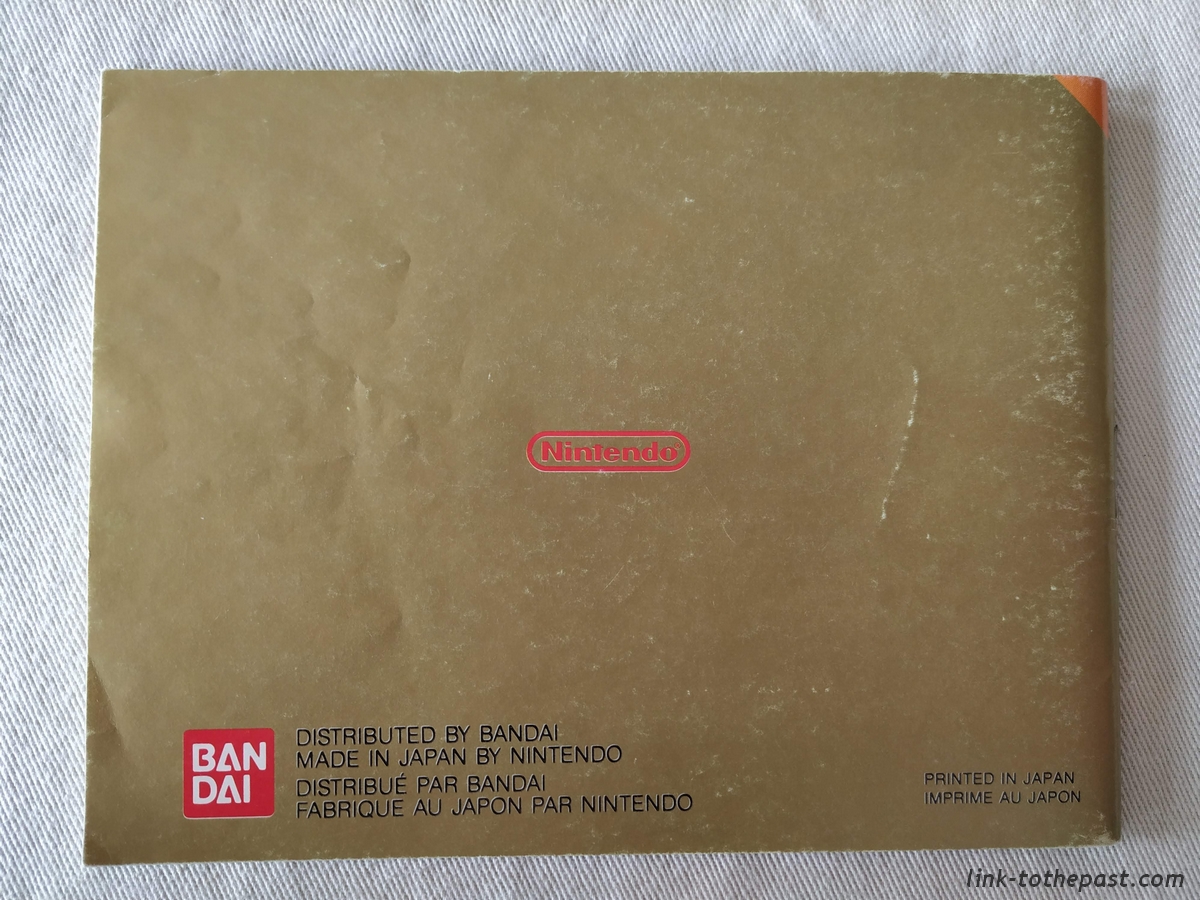 Nintendo
BAN
DAI
DISTRIBUTED BY BANDAI
MADE IN JAPAN BY NINTENDO
DISTRIBUÉ PAR BANDAI
FABRIQUE AU JAPON PAR NINTENDO
PRINTED IN JAPAN
IMPRIME AU JAPON
link-tothepast.com